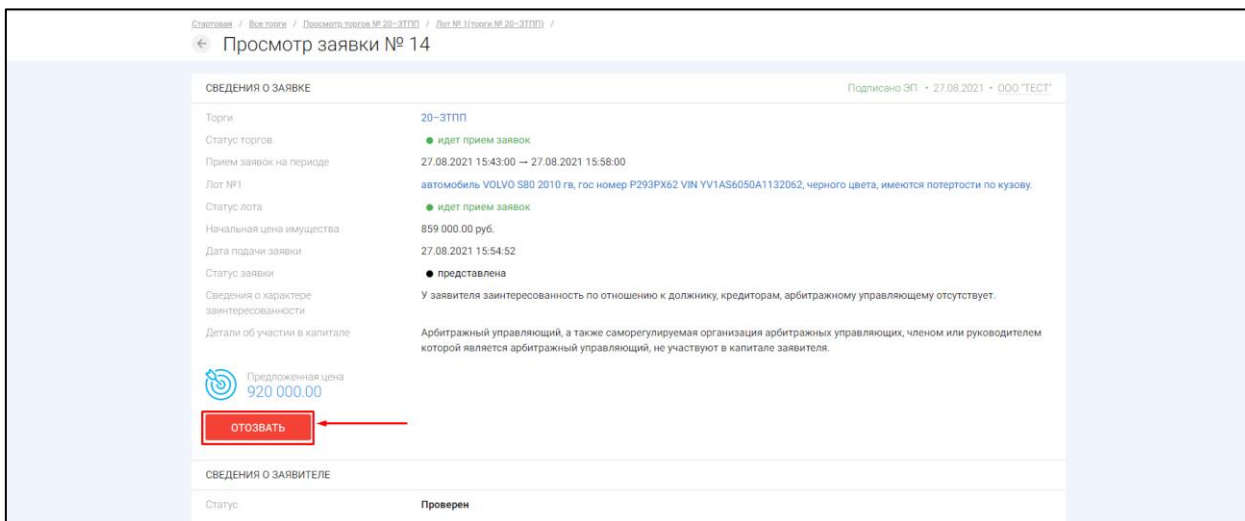 Стартовая / Все торги / Просмотр торгов № 20-ЗТПП / Лот № 1(торги № 20-ЗТПП) /
Просмотр заявки № 14
СВЕДЕНИЯ О ЗАЯВКЕ Подписано ЭП • 27.08.2021 • ООО "ТЕСТ"
Торги 20-ЗТПП
Статус торгов идет прием заявок
Прием заявок на периоде 27.08.2021 15:43:00 → 27.08.2021 15:58:00
Лот №1 автомобиль VOLVO S80 2010 гв, гос номер P293PX62 VIN YV1AS6050A1132062, черного цвета, имеются потертости по кузову.
Статус лота идет прием заявок
Начальная цена имущества 859 000.00 руб.
Дата подачи заявки 27.08.2021 15:54:52
Статус заявки представлена
Сведения о характере У заявителя заинтересованность по отношению к должнику, кредиторам, арбитражному управляющему отсутствует.
заинтересованности
Детали об участии в капитале Арбитражный управляющий, а также саморегулируемая организация арбитражных управляющих, членом или руководителем
которой является арбитражный управляющий, не участвуют в капитале заявителя.
Предложенная цена
920 000.00
ОТОЗВАТЬ
СВЕДЕНИЯ О ЗАЯВИТЕЛЕ
Статус Проверен